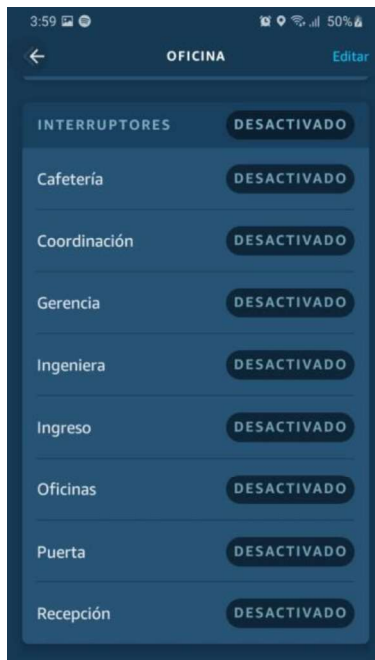 3:59 50%
OFICINA Editar
INTERRUPTORES DESACTIVADO
Cafetería DESACTIVADO
Coordinación DESACTIVADO
Gerencia DESACTIVADO
Ingeniera DESACTIVADO
Ingreso DESACTIVADO
Oficinas DESACTIVADO
Puerta DESACTIVADO
Recepción DESACTIVADO